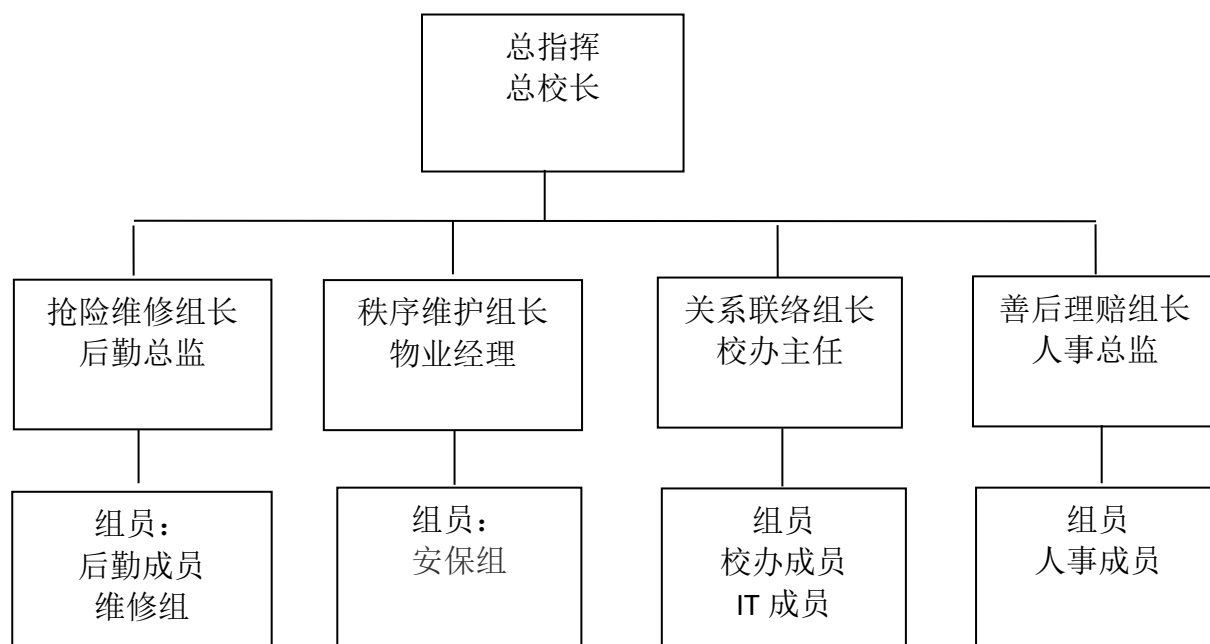 总指挥
总校长
抢险维修组长
后勤总监
秩序维护组长
物业经理
关系联络组长
校办主任
善后理赔组长
人事总监
组员：
后勤成员
维修组
组员：
安保组
组员
校办成员
IT 成员
组员
人事成员